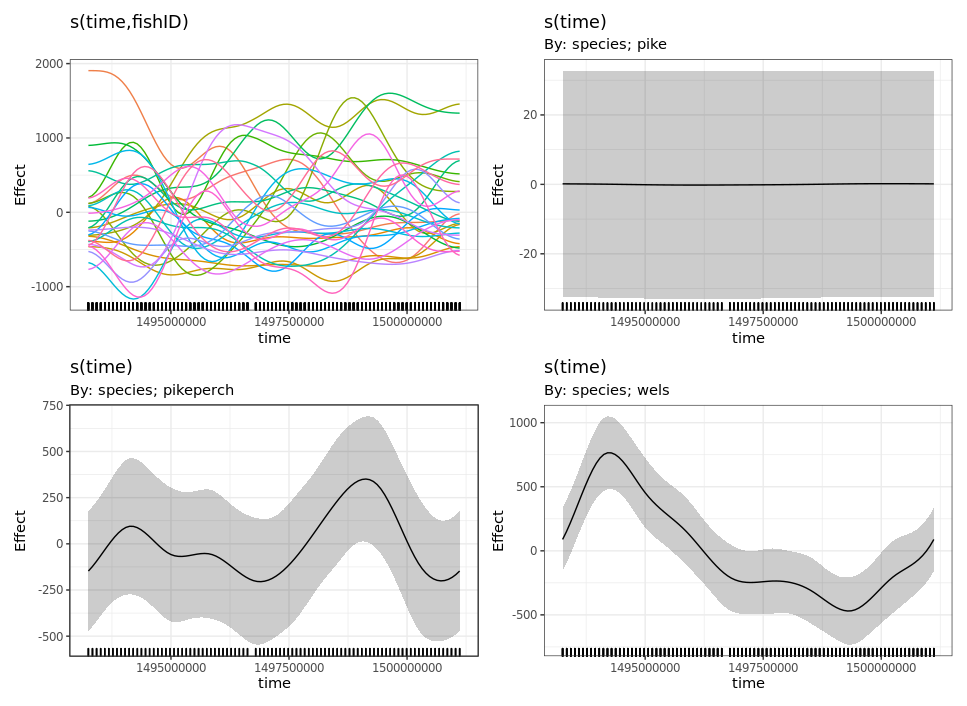 s(time,fishID)
2000
1000
0
-1000
Effect
1495000000 1497500000 1500000000
time
s(time)
By: species; pike
20
0
-20
Effect
1495000000 1497500000 1500000000
time
s(time)
By: species; pikeperch
750
500
250
0
-250
-500
Effect
1495000000 1497500000 1500000000
time
s(time)
By: species; wels
1000
500
0
-500
Effect
1495000000 1497500000 1500000000
time